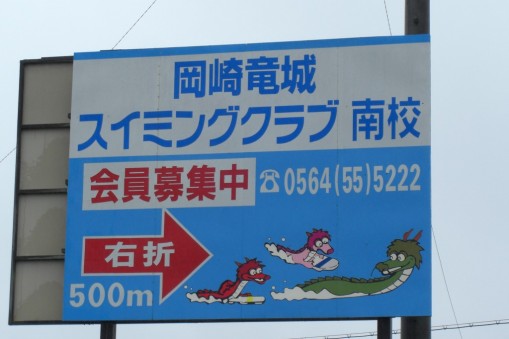 岡崎竜城
スイミングクラブ 南校
会員募集中 ☎0564(55)5222
右折
500m